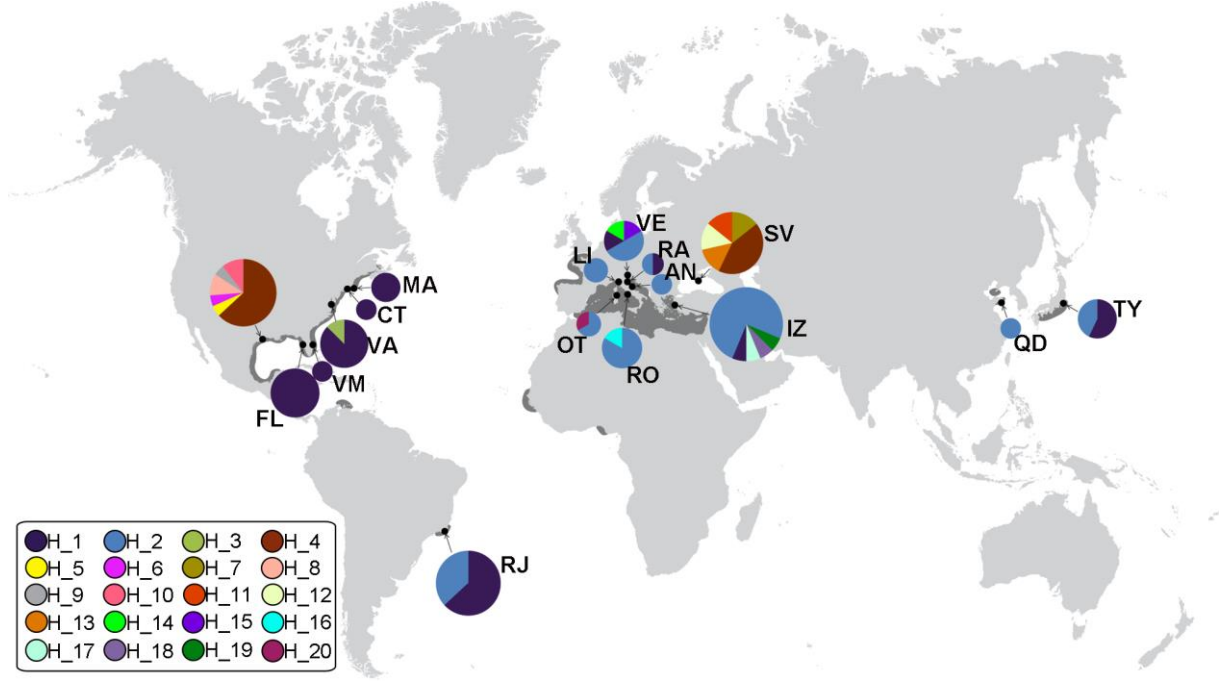 VE
SV
LI
RA
AN
MA
CT
VA
OT
IZ
TY
QD
RO
VM
FL
RJ
H_1 H_2 H_3 H_4
H_5 H_6 H_7 H_8
H_9 H_10 H_11 H_12
H_13 H_14 H_15 H_16
H_17 H_18 H_19 H_20